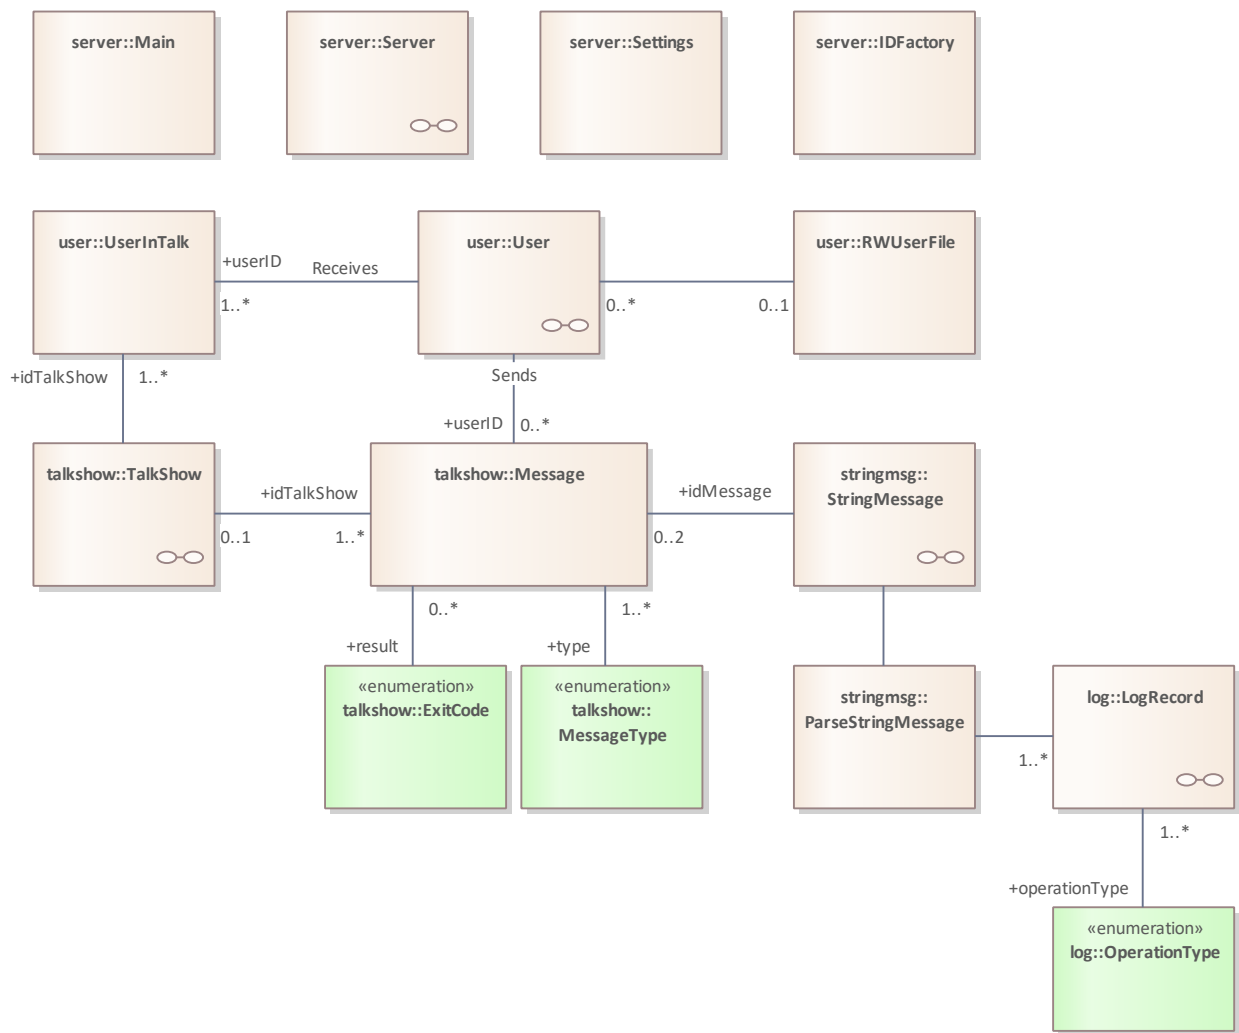 server::Main
server::Server
server::Settings
server::IDFactory
user::UserInTalk
user::User
user::RWUserFile
+userID
Receives
1..*
0..*
0..1
+idTalkShow
1..*
Sends
+userID
0..*
talkshow::TalkShow
talkshow::Message
stringmsg::
StringMessage
+idTalkShow
+idMessage
0..1
1..*
0..2
0..*
1..*
+result
+type
«enumeration»
talkshow::ExitCode
«enumeration»
talkshow::
MessageType
stringmsg::
ParseStringMessage
log::LogRecord
1..*
1..*
+operationType
«enumeration»
log::OperationType